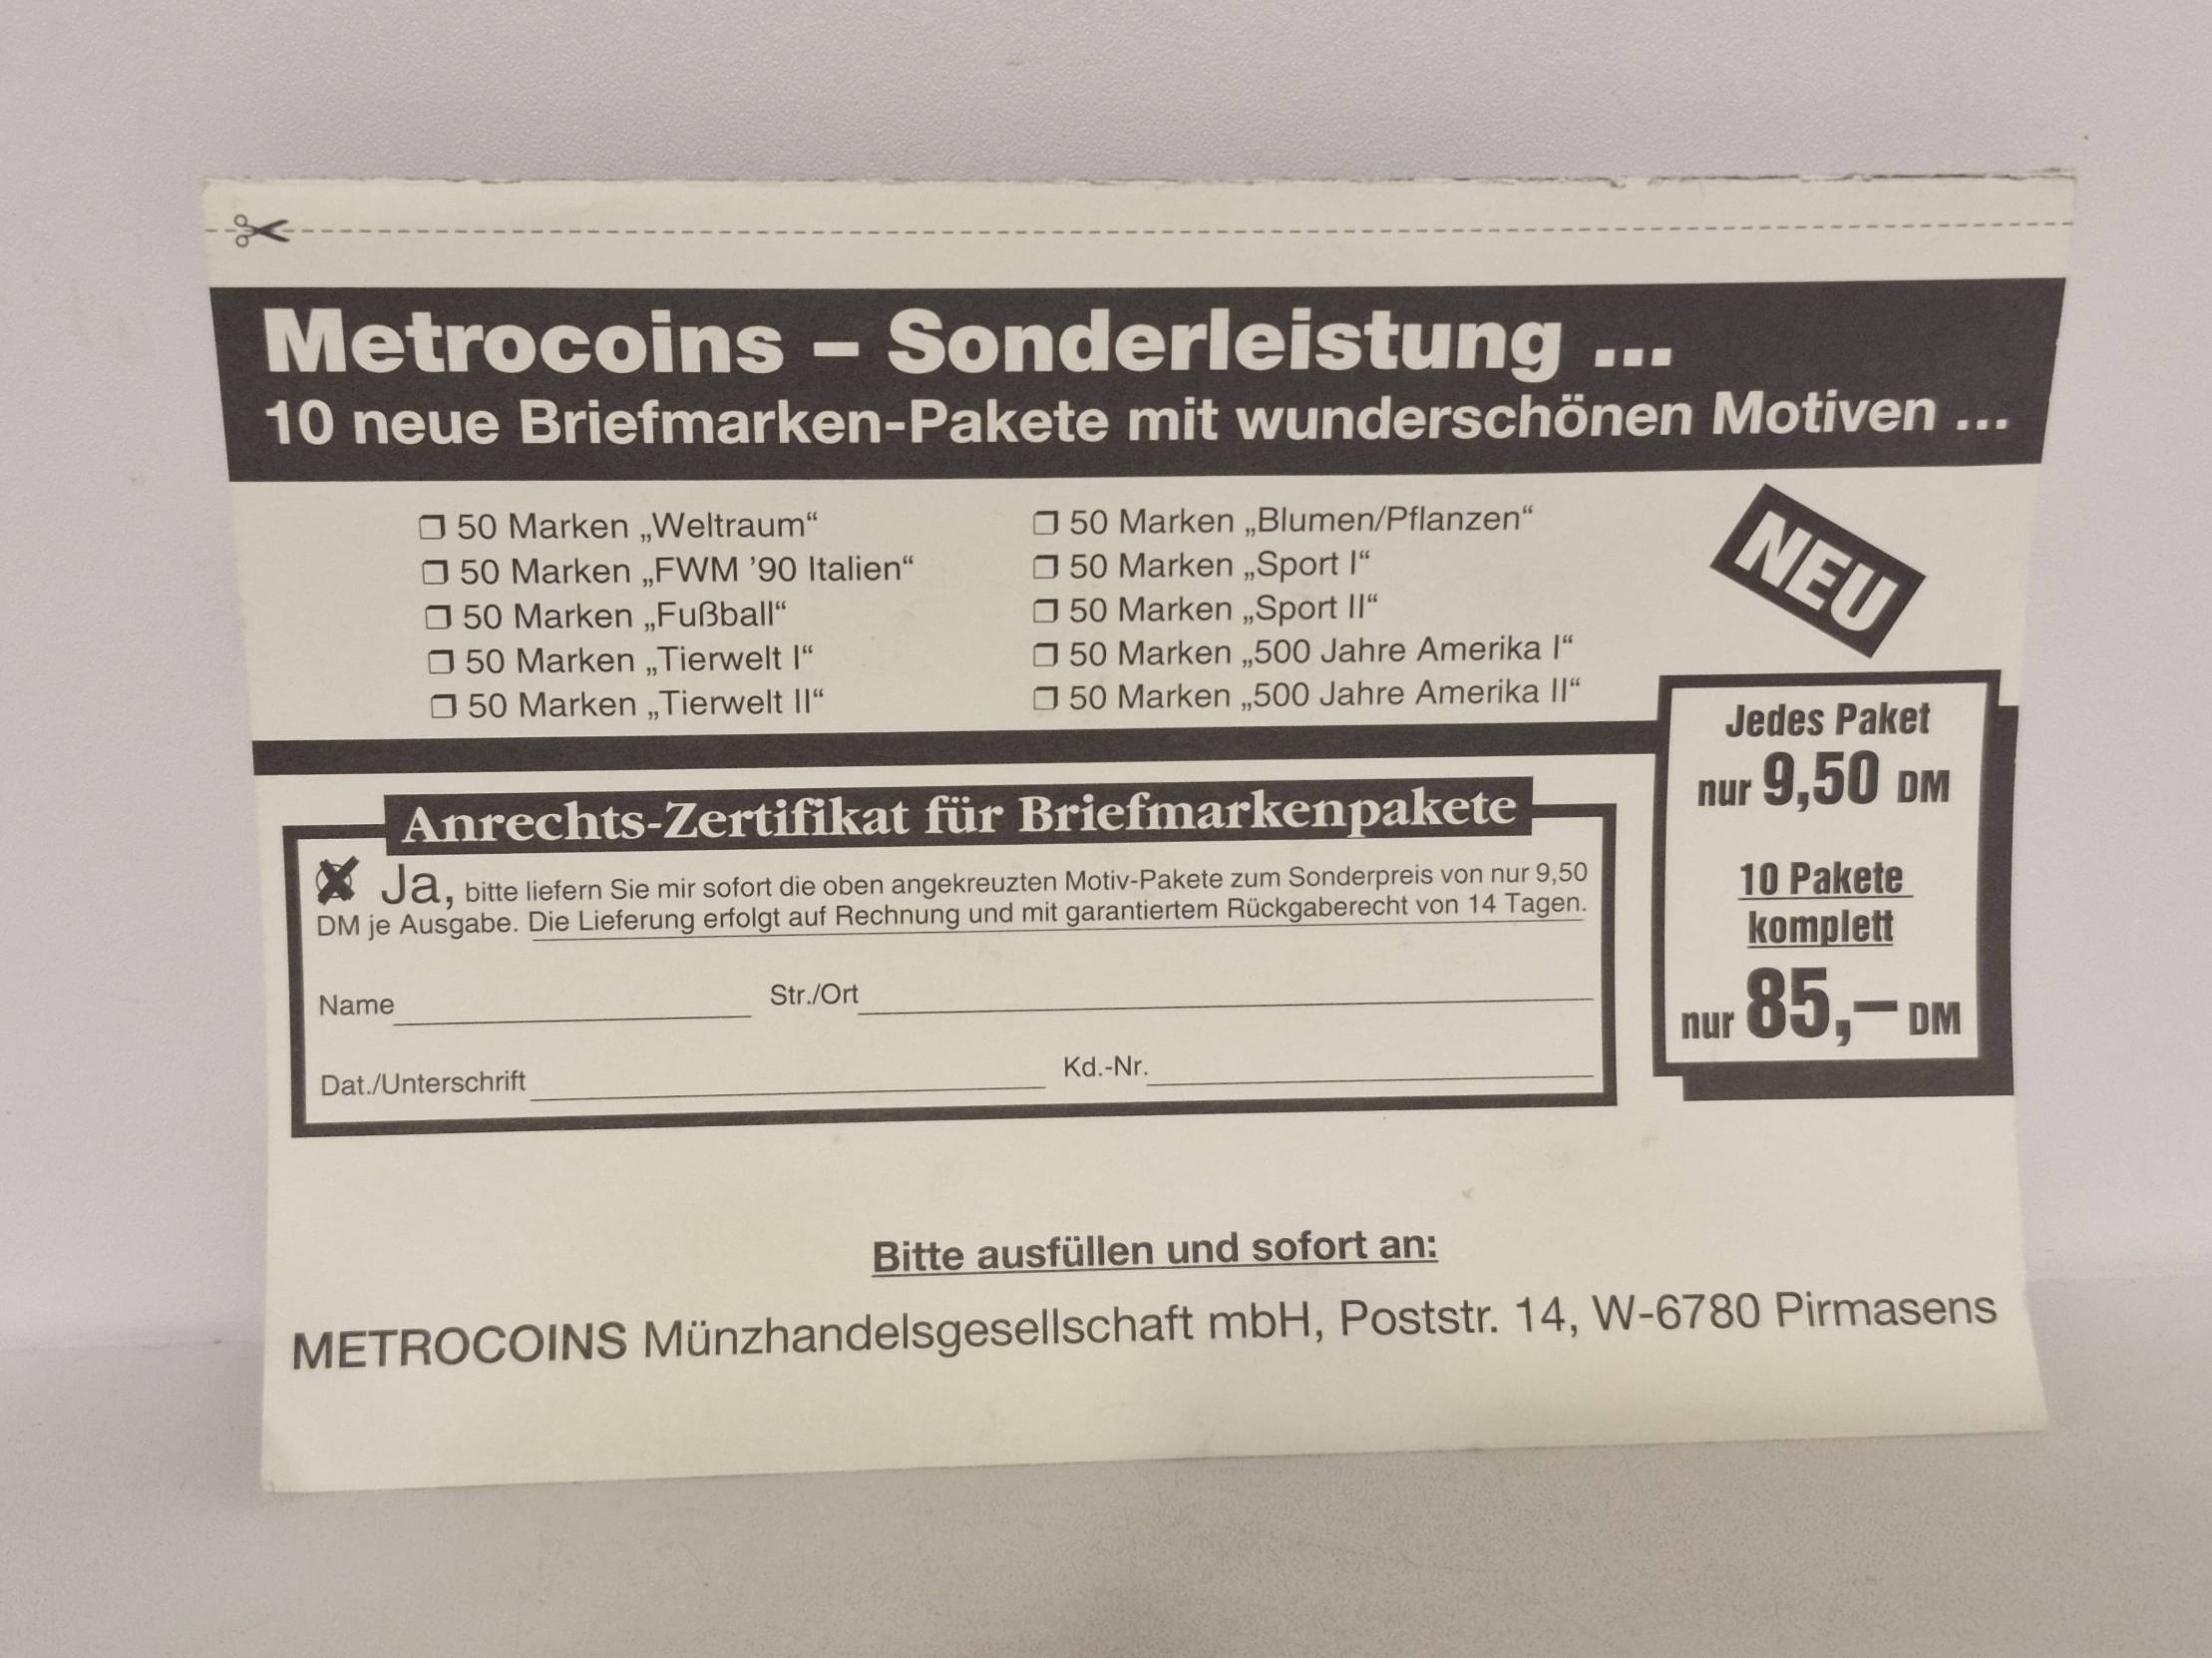 Metrocoins – Sonderleistung ...
10 neue Briefmarken-Pakete mit wunderschönen Motiven ...
50 Marken „Weltraum“
50 Marken „FWM '90 Italien“
50 Marken „Fußball“
50 Marken „Tierwelt I“
50 Marken „Tierwelt II“
50 Marken „Blumen/Pflanzen“
50 Marken „Sport I“
50 Marken „Sport II“
50 Marken „500 Jahre Amerika I“
50 Marken „500 Jahre Amerika II“
NEU
Jedes Paket
nur 9,50 DM
10 Pakete
komplett
nur 85,– DM
Anrechts-Zertifikat für Briefmarkenpakete
Ja, bitte liefern Sie mir sofort die oben angekreuzten Motiv-Pakete zum Sonderpreis von nur 9,50
DM je Ausgabe. Die Lieferung erfolgt auf Rechnung und mit garantiertem Rückgaberecht von 14 Tagen.
Name Str./Ort
Dat./Unterschrift Kd.-Nr.
Bitte ausfüllen und sofort an:
METROCOINS Münzhandelsgesellschaft mbH, Poststr. 14, W-6780 Pirmasens